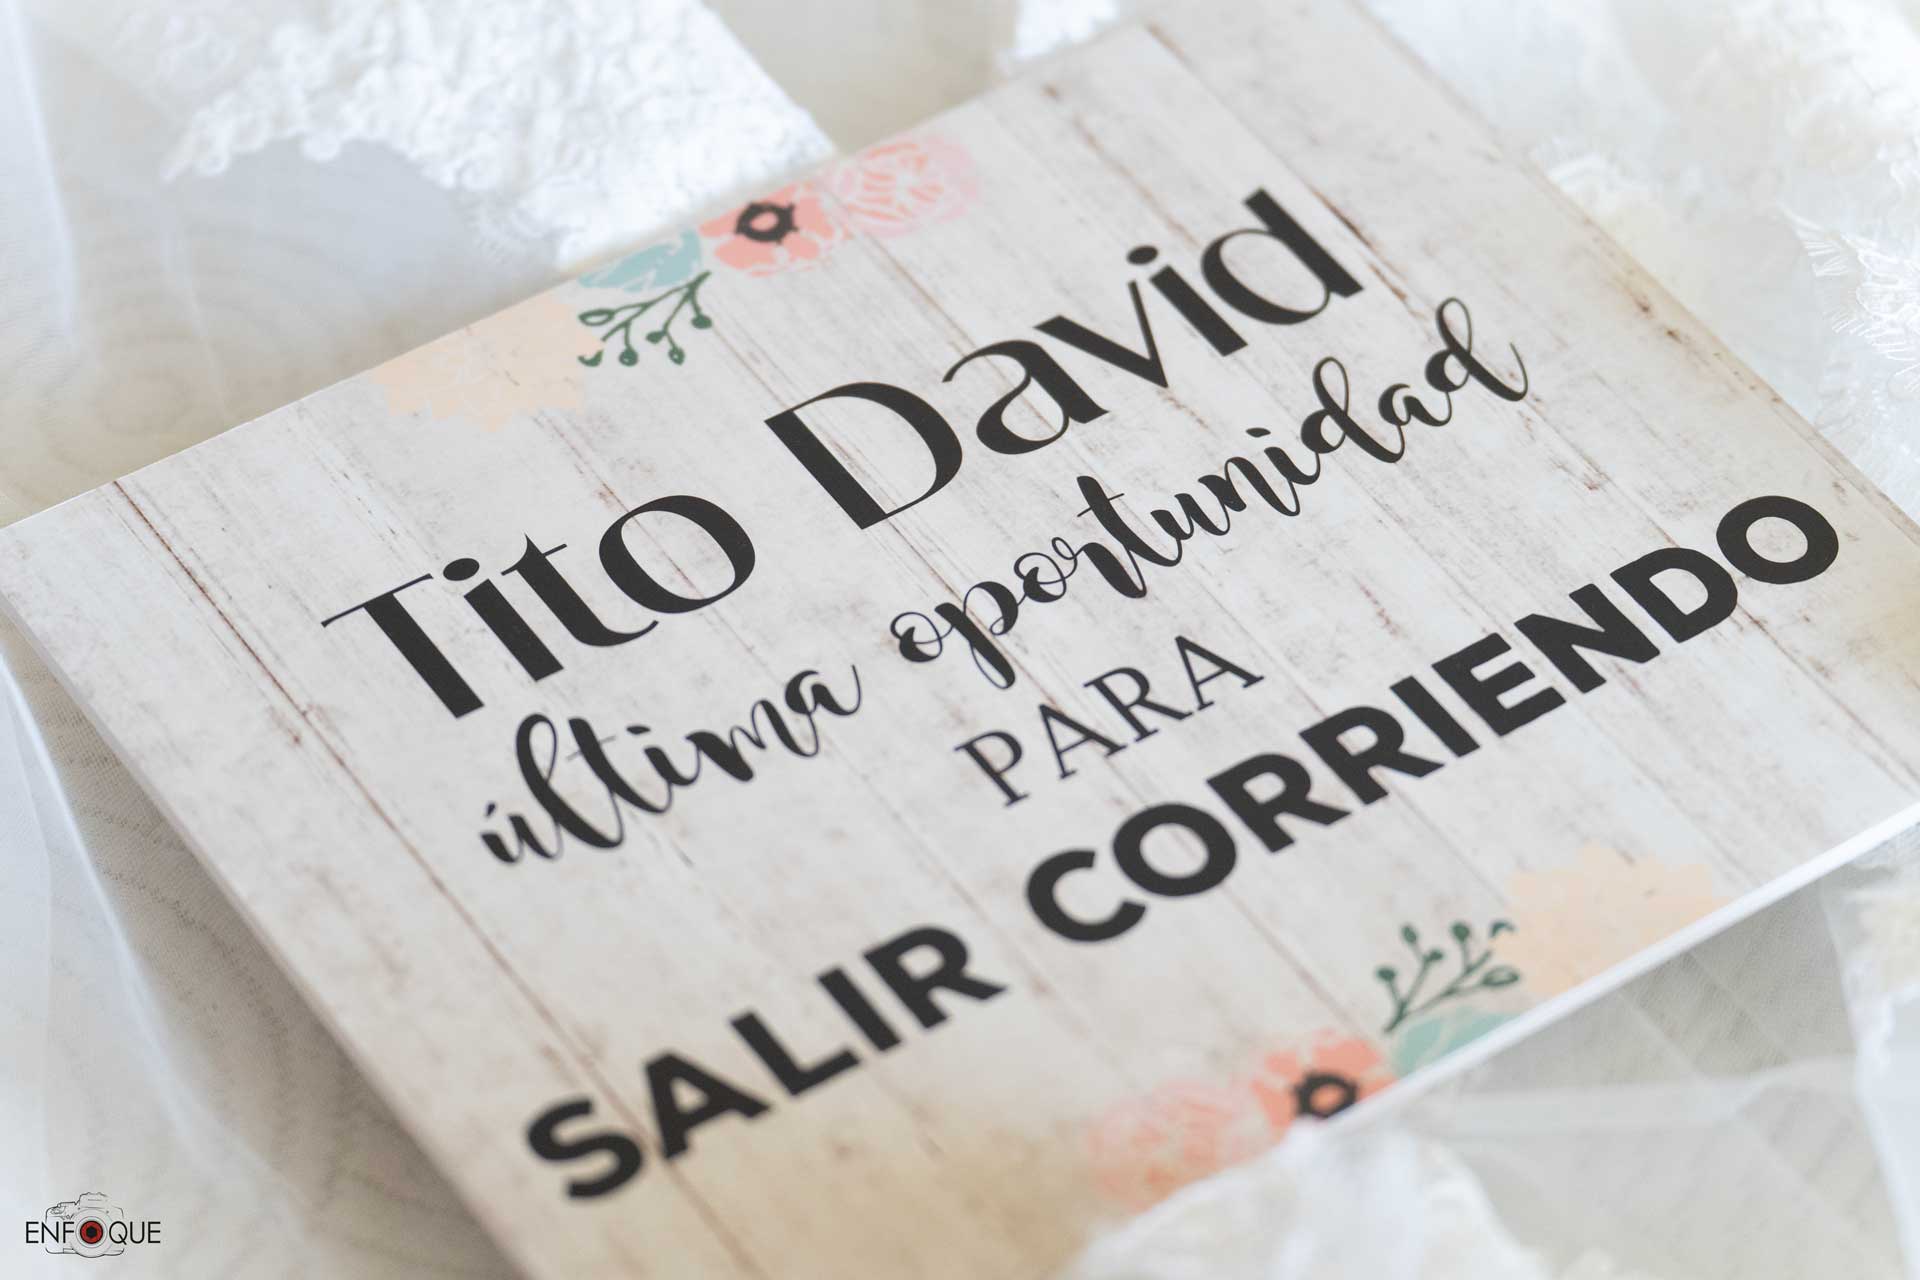 Tito David
última oportunidad
PARA
SALIR CORRIENDO
ENFOQUE